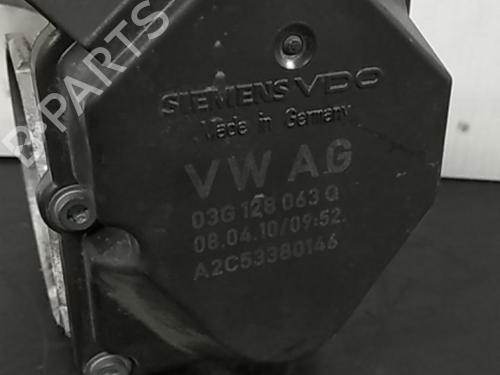 B-PARTS
SIEMENS VDO
Made in Germany
VW AG
03G 128 063 Q
08.04.10/09:52.
A2C53380146